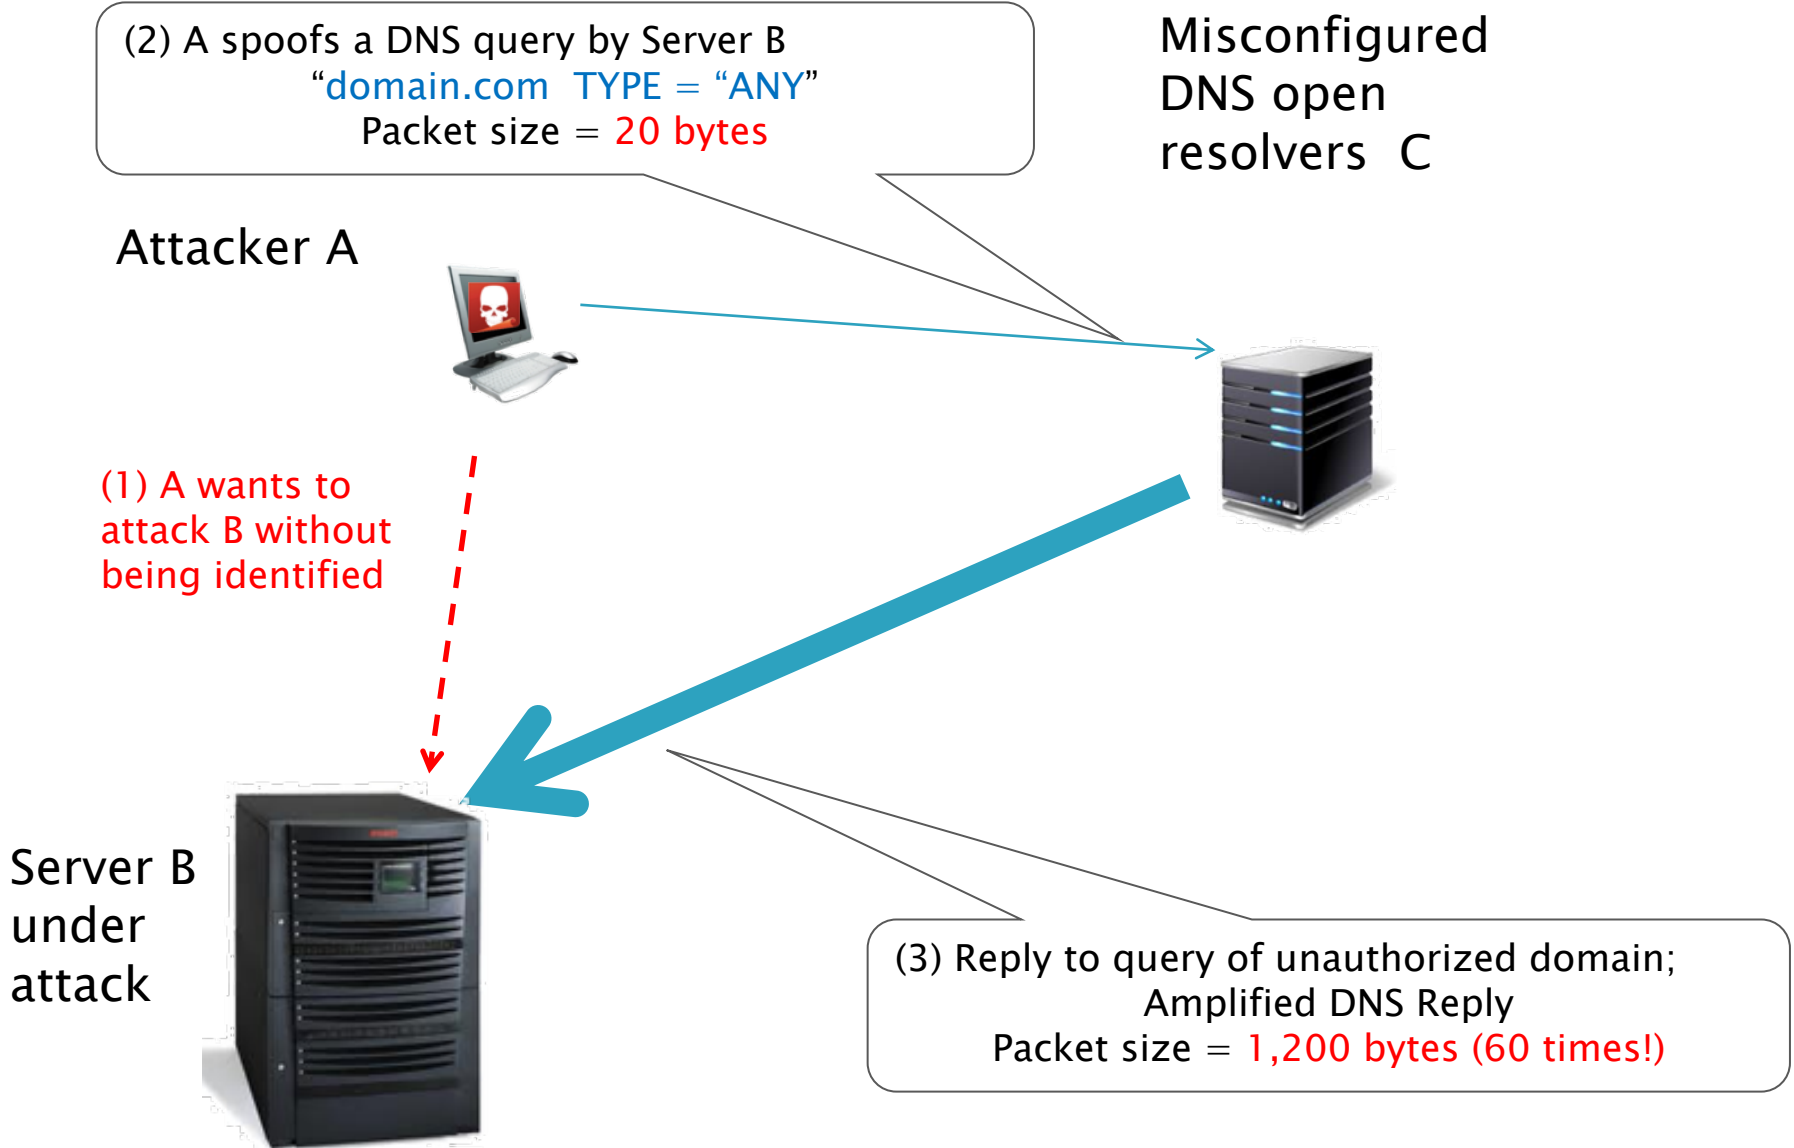 (2) A spoofs a DNS query by Server B
“domain.com TYPE = “ANY”
Packet size = 20 bytes
Misconfigured
DNS open
resolvers C
Attacker A
(1) A wants to
attack B without
being identified
Server B
under
attack
(3) Reply to query of unauthorized domain;
Amplified DNS Reply
Packet size = 1,200 bytes (60 times!)